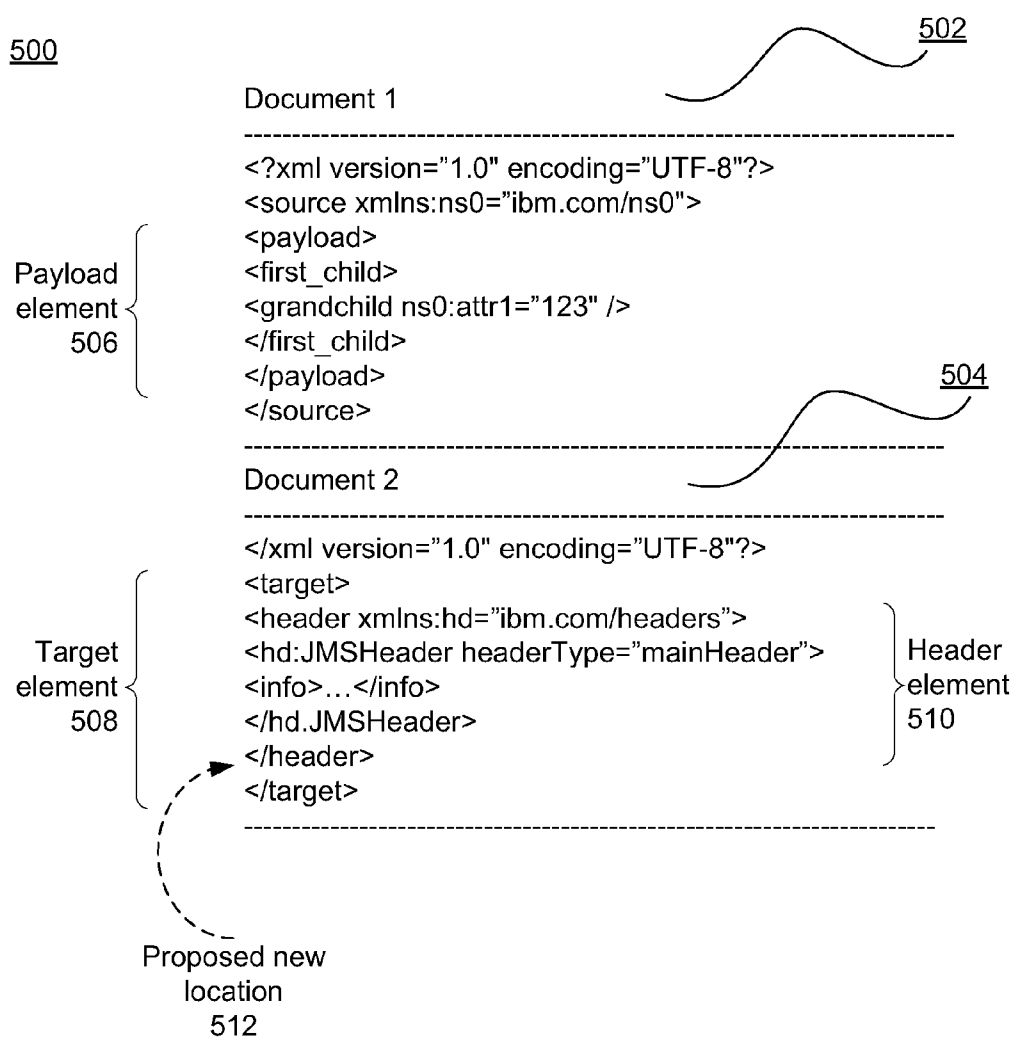 500
502
Document 1
--------------------------------------------------------------------------
<?xml version=”1.0" encoding=”UTF-8"?>
<source xmlns:ns0=”ibm.com/ns0">
<payload>
<first_child>
<grandchild ns0:attr1=”123" />
</first_child>
</payload>
</source>
Payload
element
506
504
--------------------------------------------------------------------------
Document 2
--------------------------------------------------------------------------
</xml version=”1.0" encoding=”UTF-8"?>
<target>
<header xmlns:hd=”ibm.com/headers”>
<hd:JMSHeader headerType=”mainHeader”>
<info>…</info>
</hd.JMSHeader>
</header>
</target>
--------------------------------------------------------------------------
Target
element
508
Header
element
510
Proposed new
location
512